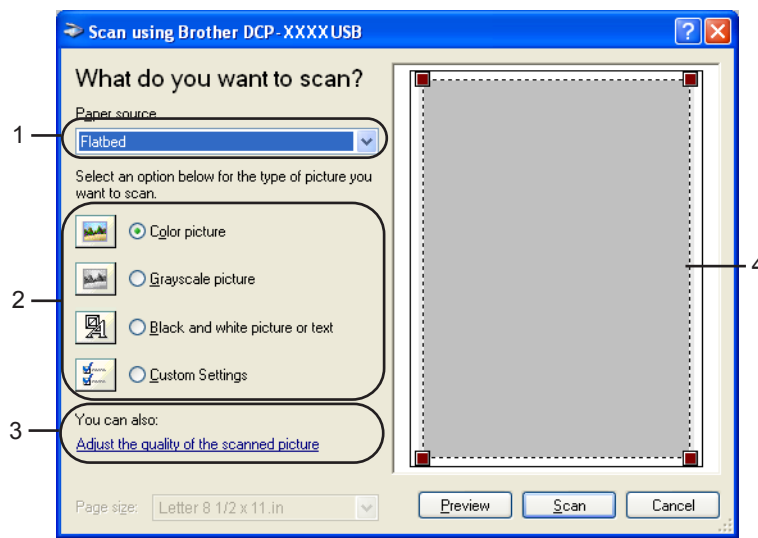 Scan using Brother DCP-XXXXUSB
What do you want to scan?
Paper source
Flatbed
1
Select an option below for the type of picture you
want to scan.
Color picture
Grayscale picture
2
Black and white picture or text
Custom Settings
You can also:
3
Adjust the quality of the scanned picture
Page size: Letter 8 1/2 x 11.in
4
Preview Scan Cancel